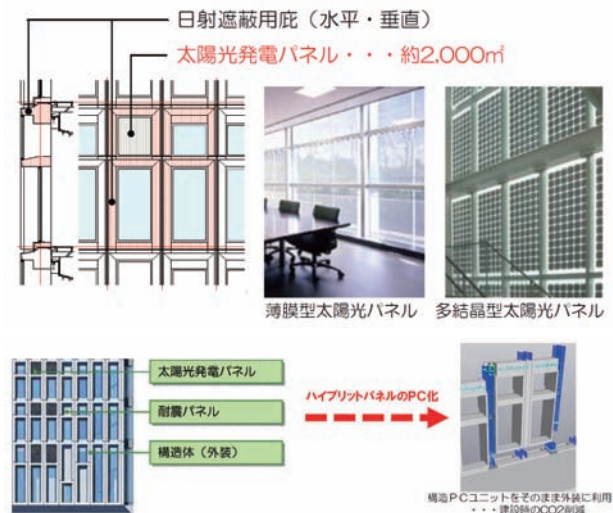 日射遮蔽用庇（水平・垂直）
太陽光発電パネル・・・約2,000㎡
薄膜型太陽光パネル
多結晶型太陽光パネル
太陽光発電パネル
耐震パネル
構造体（外装）
ハイブリットパネルのPC化
構造ＰＣユニットをそのまま外装に利用
・・・建設時のCO2削減